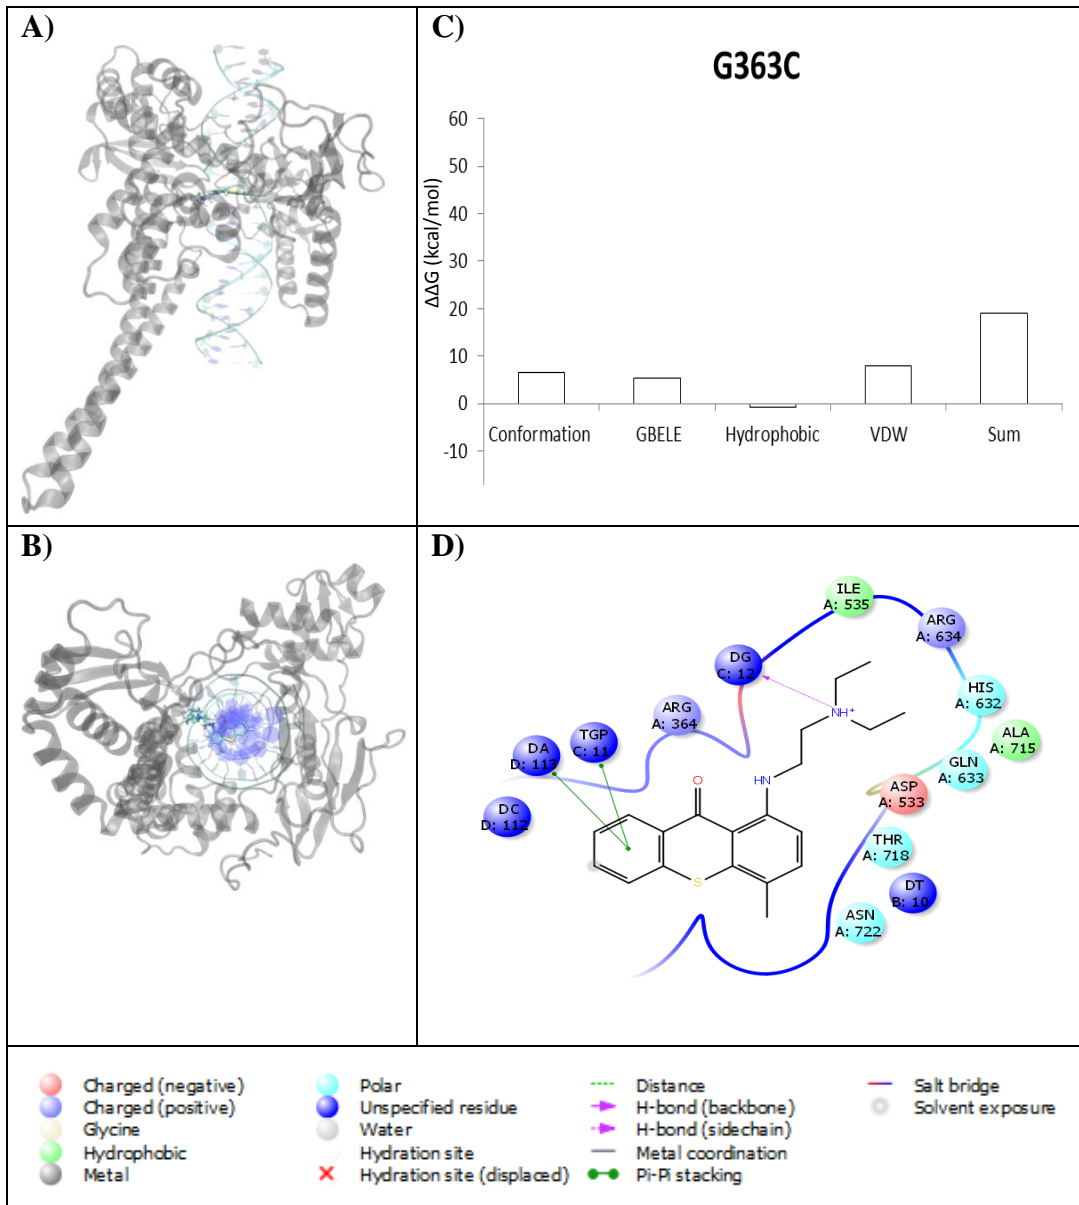 A)
C)
G363C
ΔΔG (kcal/mol)
60
50
40
30
20
10
0
-10
Conformation
GBELE
Hydrophobic
VDW
Sum
B)
D)
ILE
A: 535
ARG
A: 634
DG
C: 12
HIS
A: 632
NH+
ARG
A: 364
ALA
A: 715
TGP
C: 11
DA
D: 113
GLN
A: 633
O
HN
ASP
A: 533
DC
D: 112
THR
A: 718
DT
B: 10
S
ASN
A: 722
Charged (negative)
Charged (positive)
Glycine
Hydrophobic
Metal
Polar
Unspecified residue
Water
Hydration site
Hydration site (displaced)
Distance
H-bond (backbone)
H-bond (sidechain)
Metal coordination
Pi-Pi stacking
Salt bridge
Solvent exposure